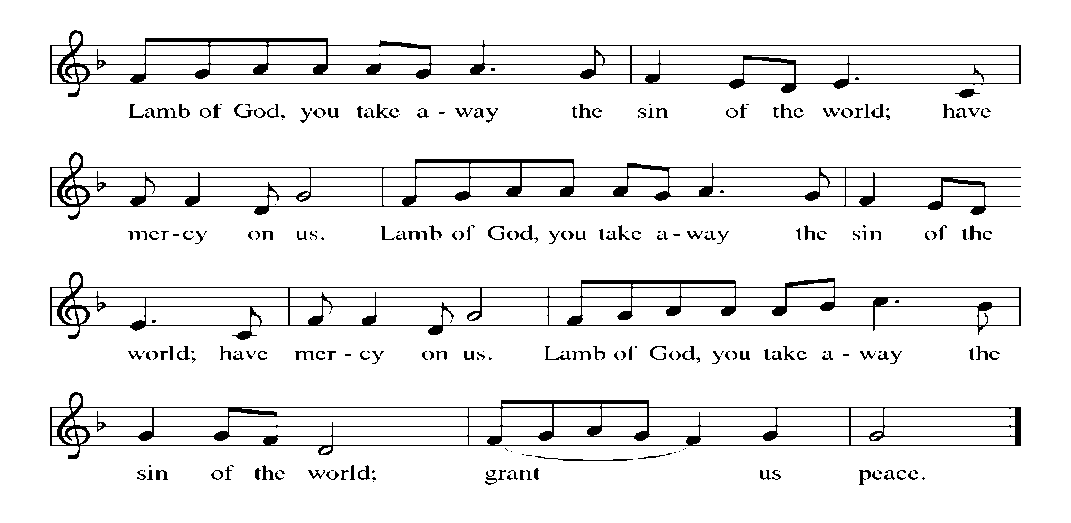 Lamb of God, you take a - way the sin of the world; have
mer - cy on us. Lamb of God, you take a - way the sin of the
world; have mer - cy on us. Lamb of God, you take a - way the
sin of the world; grant us peace.